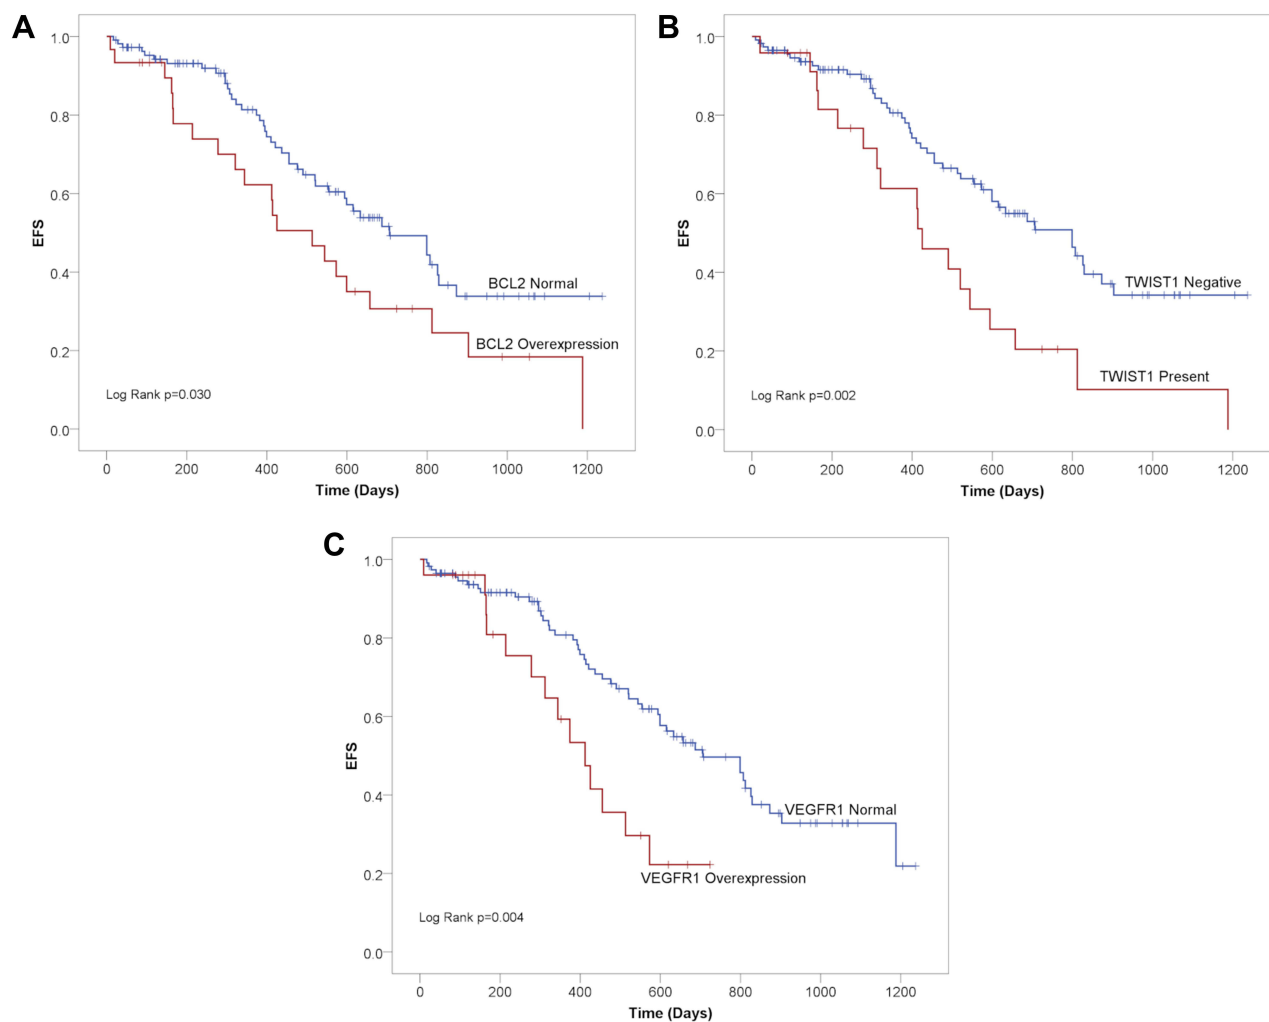 A
1.0
0.8
0.6
0.4
0.2
0.0
EFS
BCL2 Normal
BCL2 Overexpression
Log Rank p=0.030
0 200 400 600 800 1000 1200
Time (Days)
B
1.0
0.8
0.6
0.4
0.2
0.0
EFS
TWIST1 Negative
TWIST1 Present
Log Rank p=0.002
0 200 400 600 800 1000 1200
Time (Days)
C
1.0
0.8
0.6
0.4
0.2
0.0
EFS
VEGFR1 Normal
VEGFR1 Overexpression
Log Rank p=0.004
0 200 400 600 800 1000 1200
Time (Days)